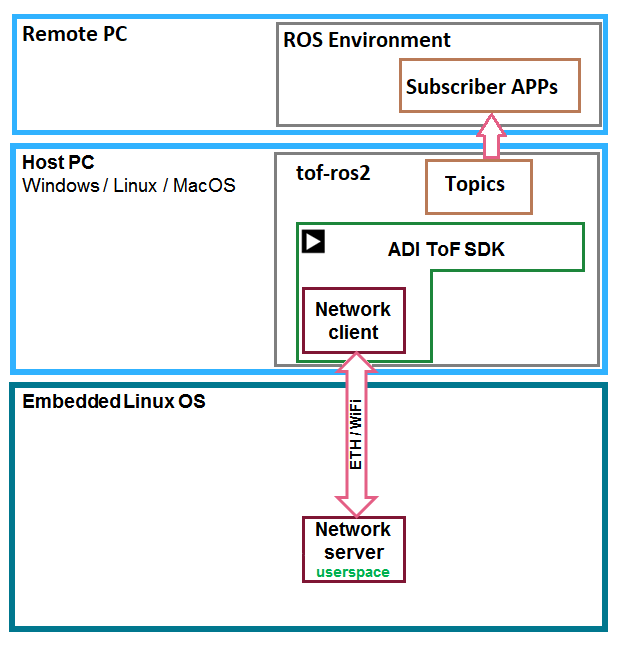 Remote PC
ROS Environment
Subscriber APPs
Host PC
Windows / Linux / MacOS
tof-ros2
Topics
ADI ToF SDK
Network
client
ETH / WiFi
Embedded Linux OS
Network
server
userspace